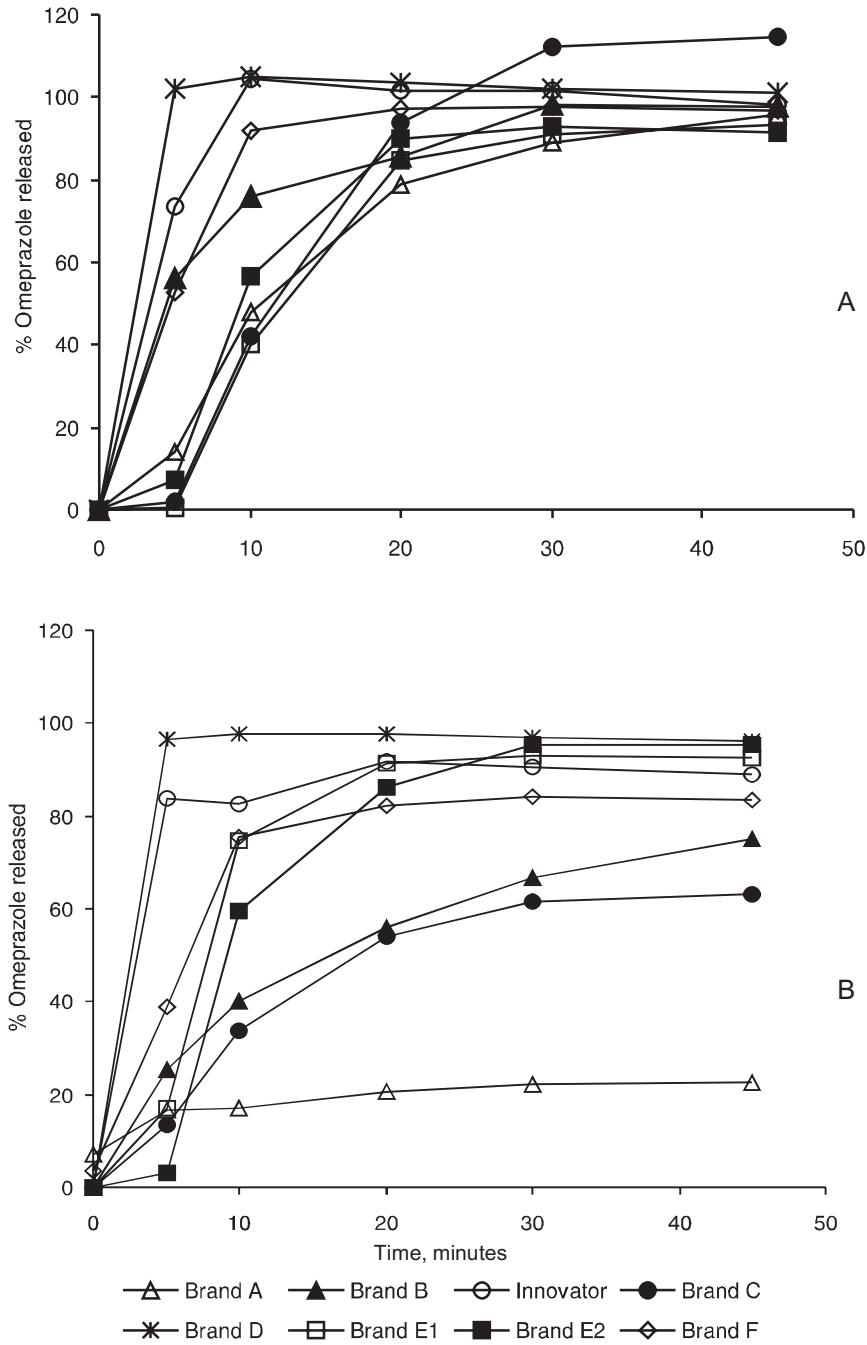 120
100
80
60
40
20
0
% Omeprazole released
A
0 10 20 30 40 50
120
100
80
60
40
20
0
% Omeprazole released
B
0 10 20 30 40 50
Time, minutes
Brand A Brand B Innovator Brand C
Brand D Brand E1 Brand E2 Brand F